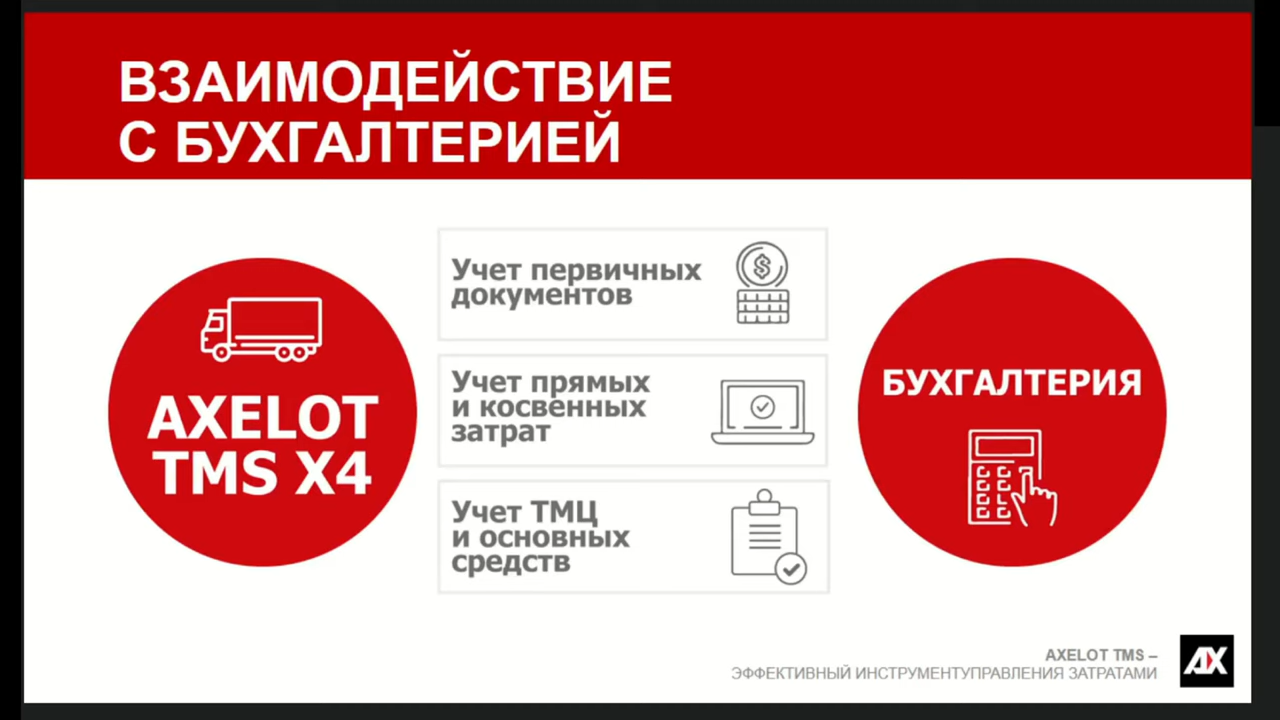 ВЗАИМОДЕЙСТВИЕ
С БУХГАЛТЕРИЕЙ
AXELOT
TMS X4
Учет первичных
документов
Учет прямых
и косвенных
затрат
Учет ТМЦ
и основных
средств
БУХГАЛТЕРИЯ
AXELOT TMS –
ЭФФЕКТИВНЫЙ ИНСТРУМЕНТУПРАВЛЕНИЯ ЗАТРАТАМИ
AX